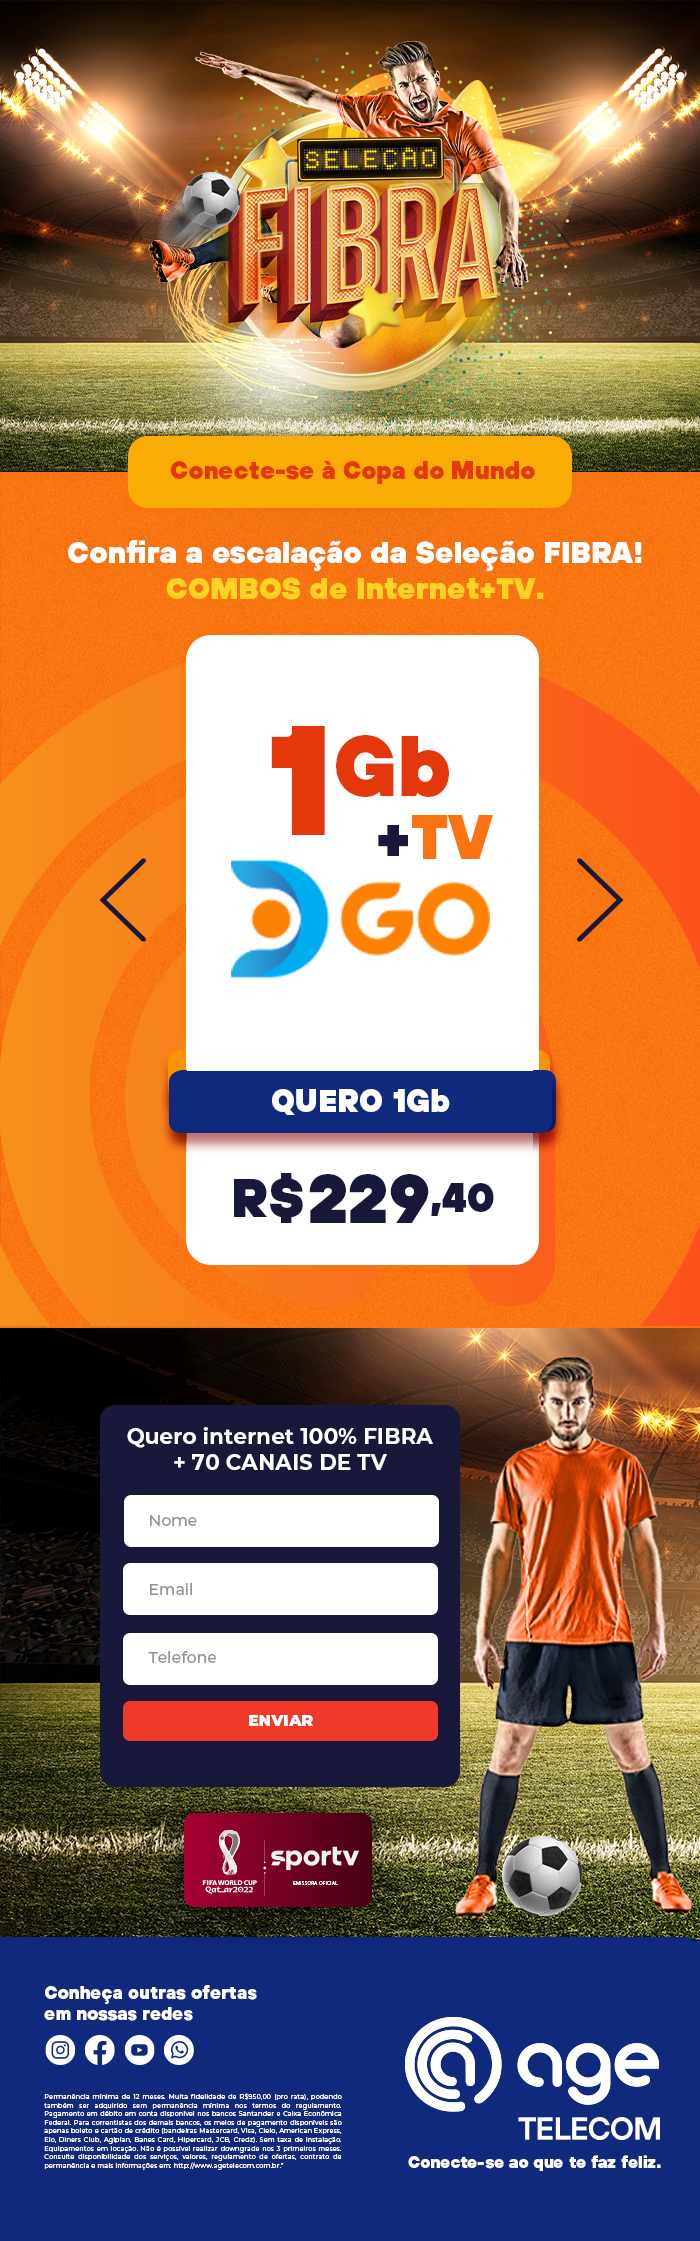 SELEÇÃO
FIBRA
Conecte-se à Copa do Mundo
Confira a escalação da Seleção FIBRA!
COMBOS de Internet+TV.
1Gb
+TV
D GO
QUERO 1Gb
R$229,40
Quero internet 100% FIBRA
+ 70 CANAIS DE TV
Nome
Email
Telefone
ENVIAR
FIFA WORLD CUP
Qatar2022
sportv
EMISSORA OFICIAL
Conheça outras ofertas
em nossas redes
Permanência mínima de 12 meses. Multa fidelidade de R$950,00 (pro rata), podendo
também ser adquirido sem permanência mínima nos termos do regulamento.
Pagamento em débito em conta disponível nos bancos Santander e Caixa Econômica
Federal. Para correntistas dos demais bancos, os meios de pagamento disponíveis são
apenas boleto e cartão de crédito (bandeiras Mastercard, Visa, Cielo, American Express,
Elo, Diners Club, Agiplan, Banes Card, Hipercard, JCB, Credz). Sem taxa de instalação.
Equipamentos em locação. Não é possível realizar downgrade nos 3 primeiros meses.
Consulte disponibilidade dos serviços, valores, regulamento de ofertas, contrato de
permanência e mais informações em: http://www.agetelecom.com.br."
age
TELECOM
Conecte-se ao que te faz feliz.